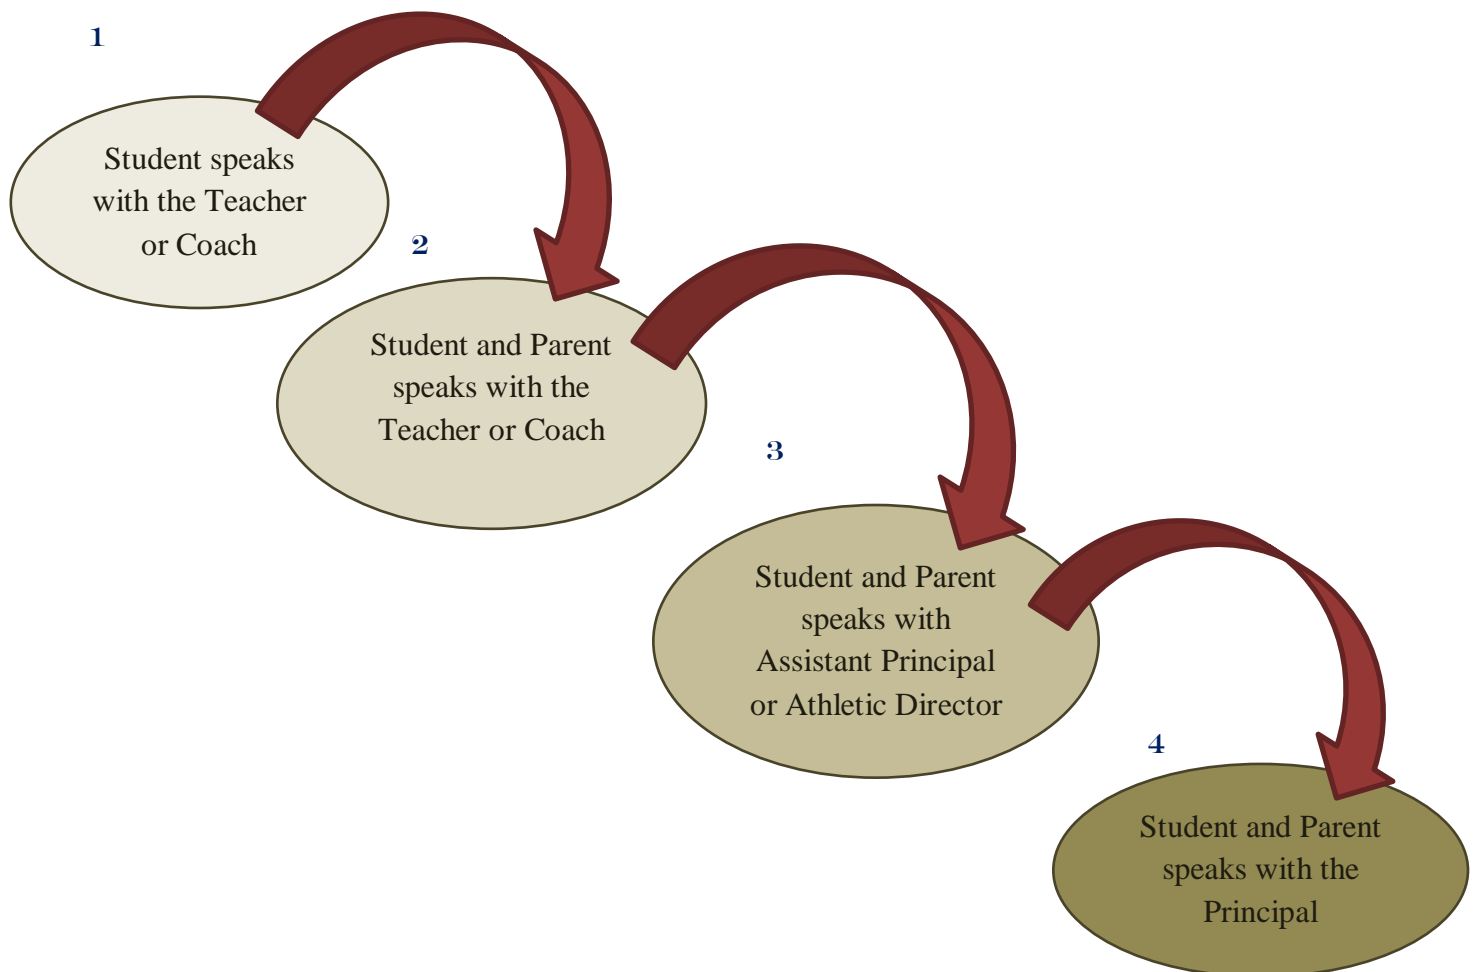 1
Student speaks
with the Teacher
or Coach
2
Student and Parent
speaks with the
Teacher or Coach
3
Student and Parent
speaks with
Assistant Principal
or Athletic Director
4
Student and Parent
speaks with the
Principal